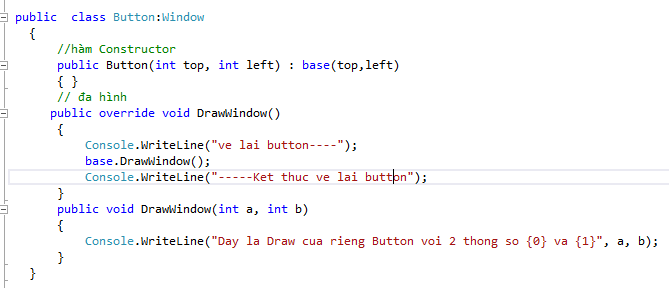 public  class Button:Window
{
//hàm Constructor
public Button(int top, int left) : base(top,left)
{ }
// đa hình
public override void DrawWindow()
{
Console.WriteLine("ve lai button----");
base.DrawWindow();
Console.WriteLine("-----Ket thuc ve lai button");
}
public void DrawWindow(int a, int b)
{
Console.WriteLine("Day la Draw cua rieng Button voi 2 thong so {0} va {1}", a, b);
}
}